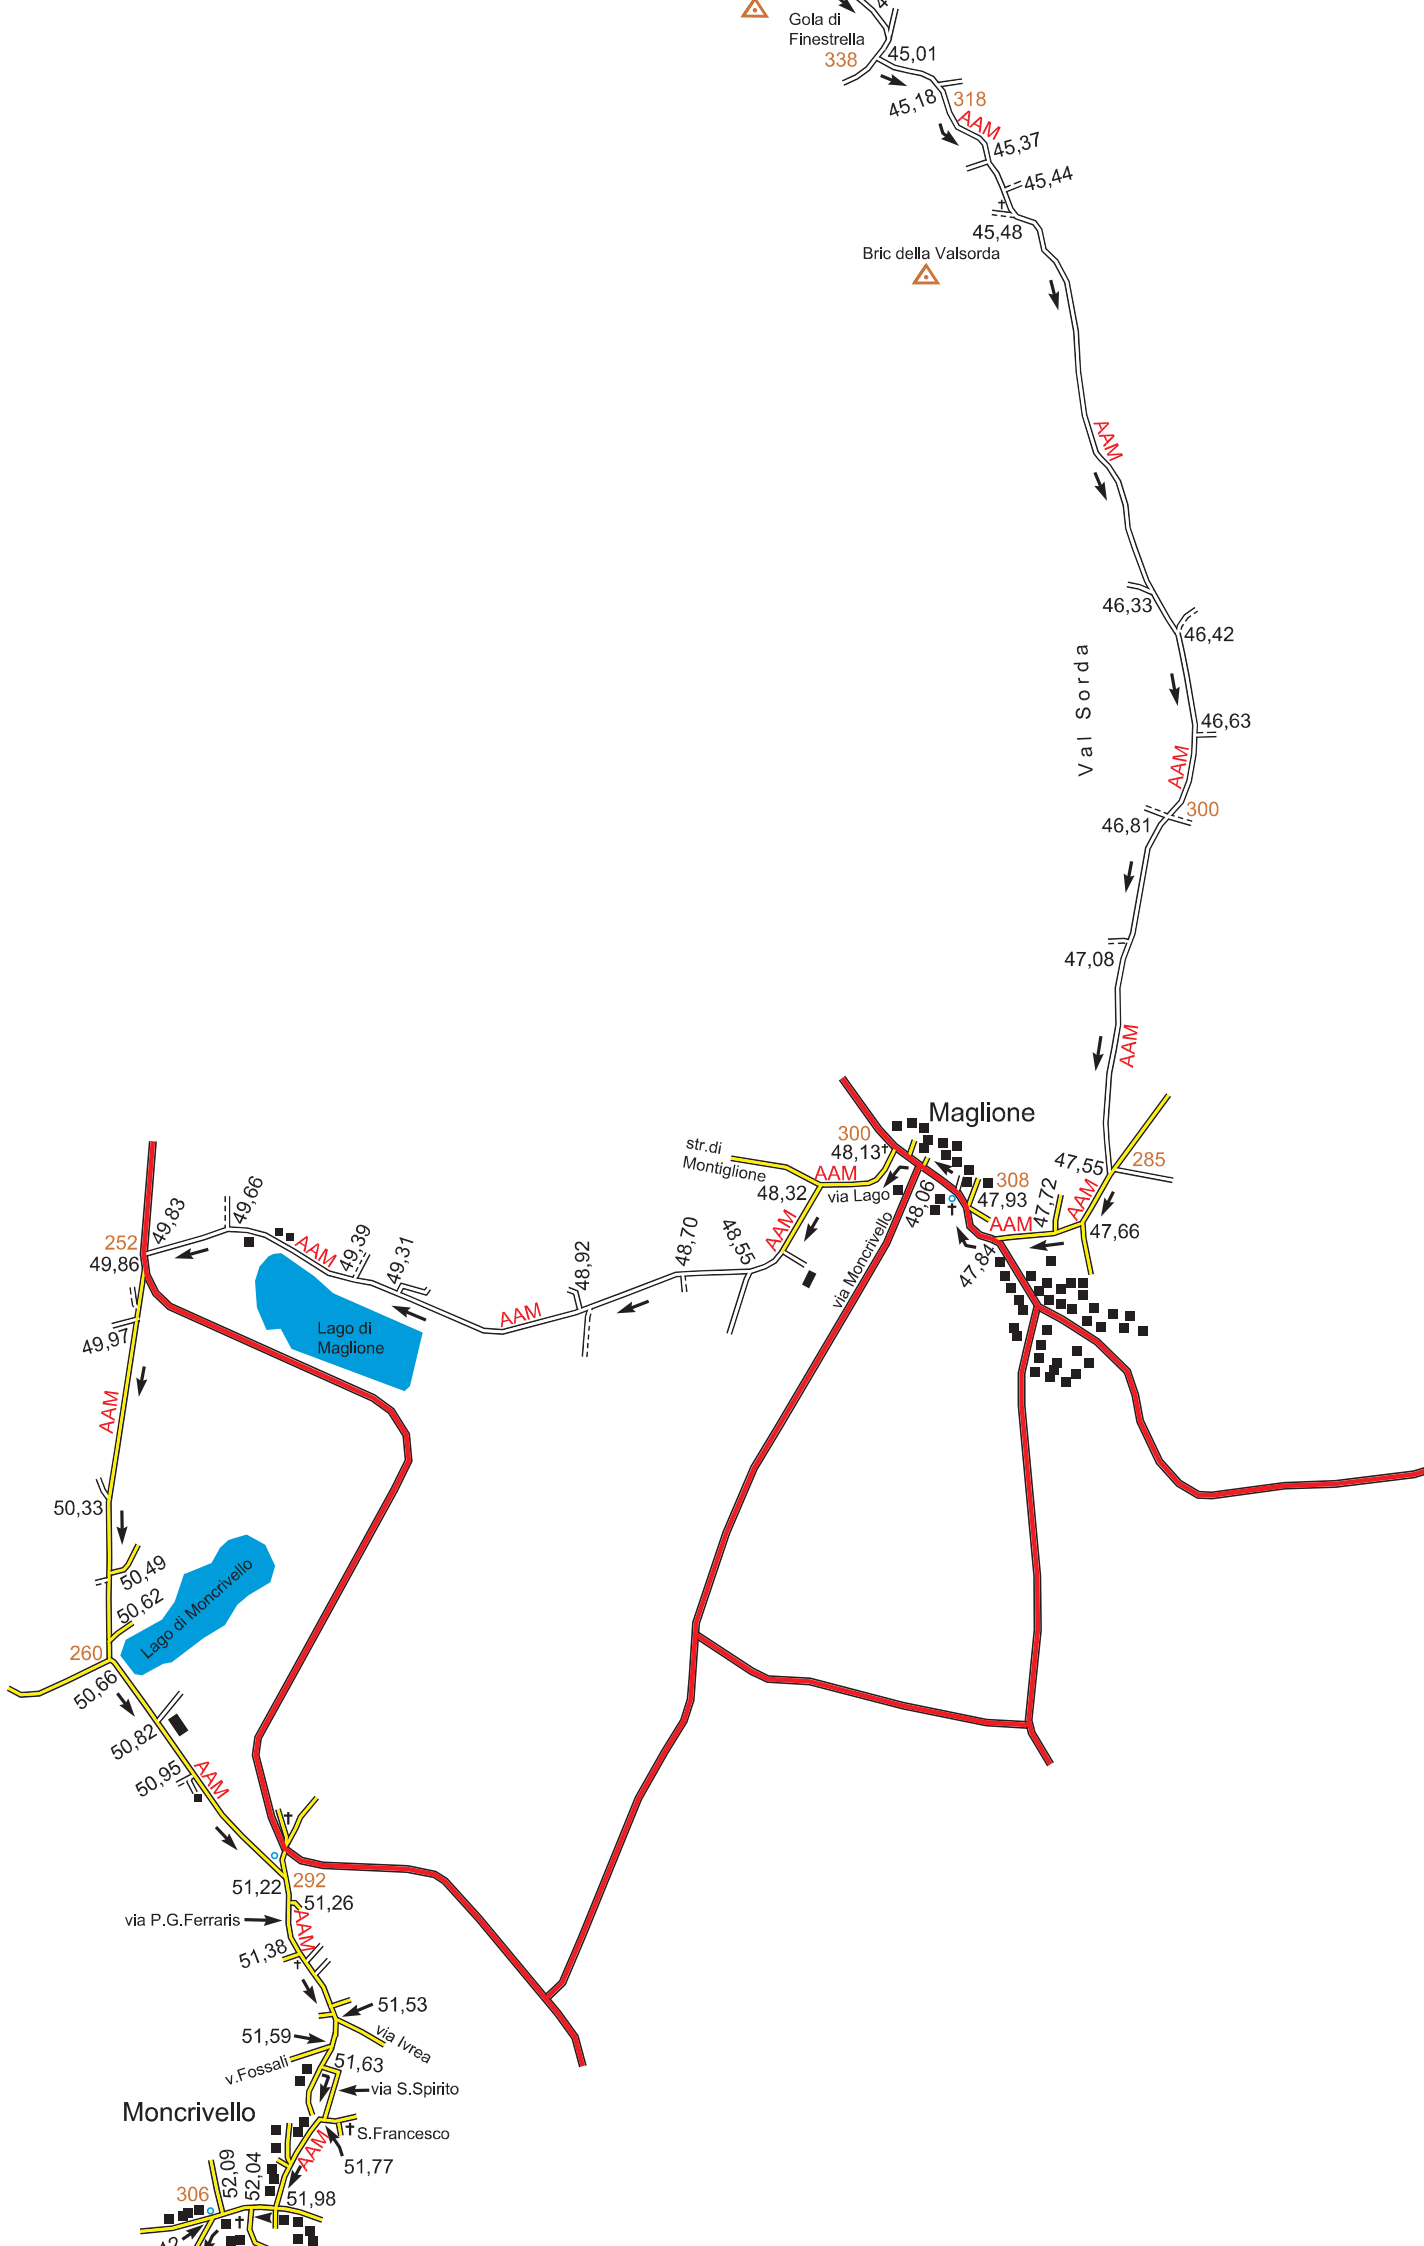 4
Gola di
Finestrella
338
45,01
45,18
318
AAM
45,37
45,44
45,48
Bric della Valsorda
AAM
46,33
46,42
Val Sorda
46,63
AAM
300
46,81
47,08
AAM
Maglione
300
48,13
str.di
Montiglione
AAM
via Lago
48,32
48,06
308
47,93
AAM
47,72
47,55
285
AAM
47,66
47,84
via Moncrivello
AAM
48,55
48,70
48,92
AAM
49,31
49,39
AAM
49,66
49,83
252
49,86
Lago di
Maglione
49,97
AAM
50,33
50,49
50,62
Lago di Moncrivello
260
50,66
50,82
50,95
AAM
292
51,22
51,26
via P.G.Ferraris
AAM
51,38
51,53
51,59
via Ivrea
v.Fossali
51,63
via S.Spirito
Moncrivello
S.Francesco
AAM
51,77
52,09
52,04
306
51,98